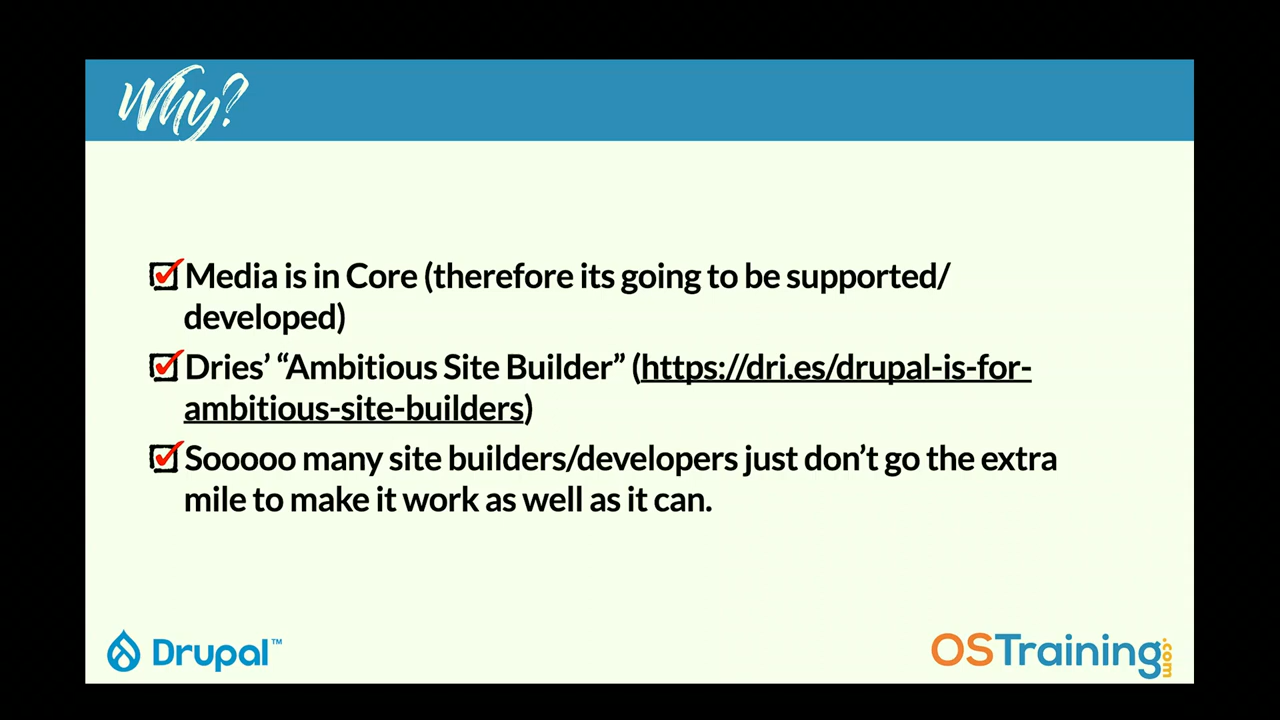 Why?
Media is in Core (therefore its going to be supported/
developed)
Dries’ “Ambitious Site Builder” (https://dri.es/drupal-is-for-
ambitious-site-builders)
Sooooo many site builders/developers just don’t go the extra
mile to make it work as well as it can.
Drupal™
OSTraining.com